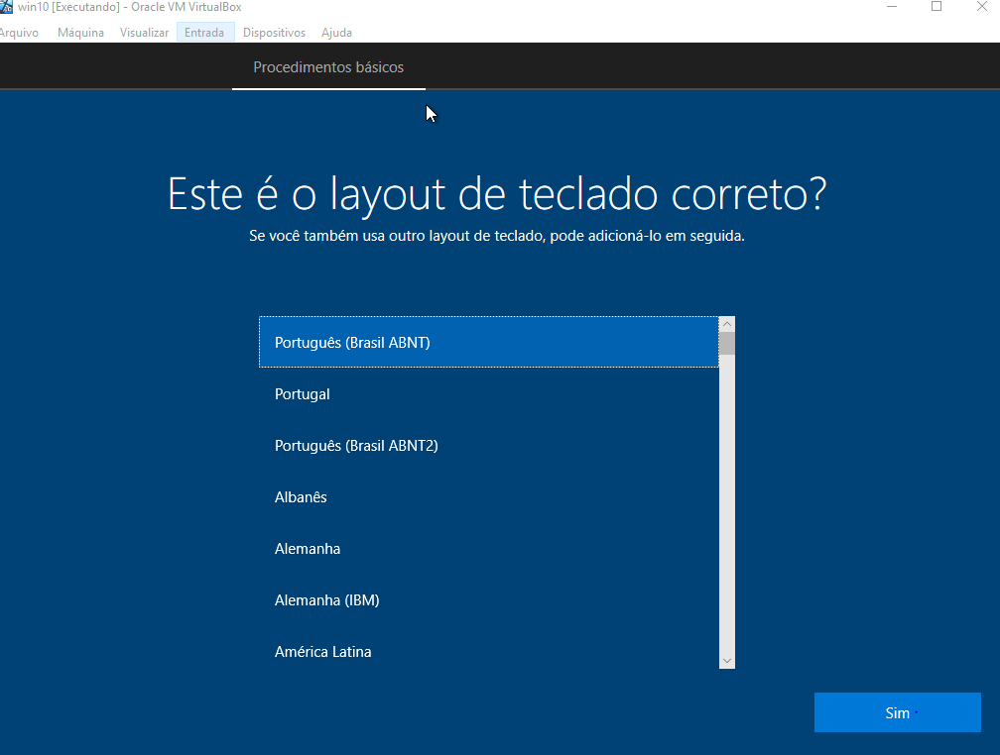 win10 [Executando] - Oracle VM VirtualBox
Arquivo Máquina Visualizar Entrada Dispositivos Ajuda
Procedimentos básicos
Este é o layout de teclado correto?
Se você também usa outro layout de teclado, pode adicioná-lo em seguida.
Português (Brasil ABNT)
Portugal
Português (Brasil ABNT2)
Albanês
Alemanha
Alemanha (IBM)
América Latina
Sim